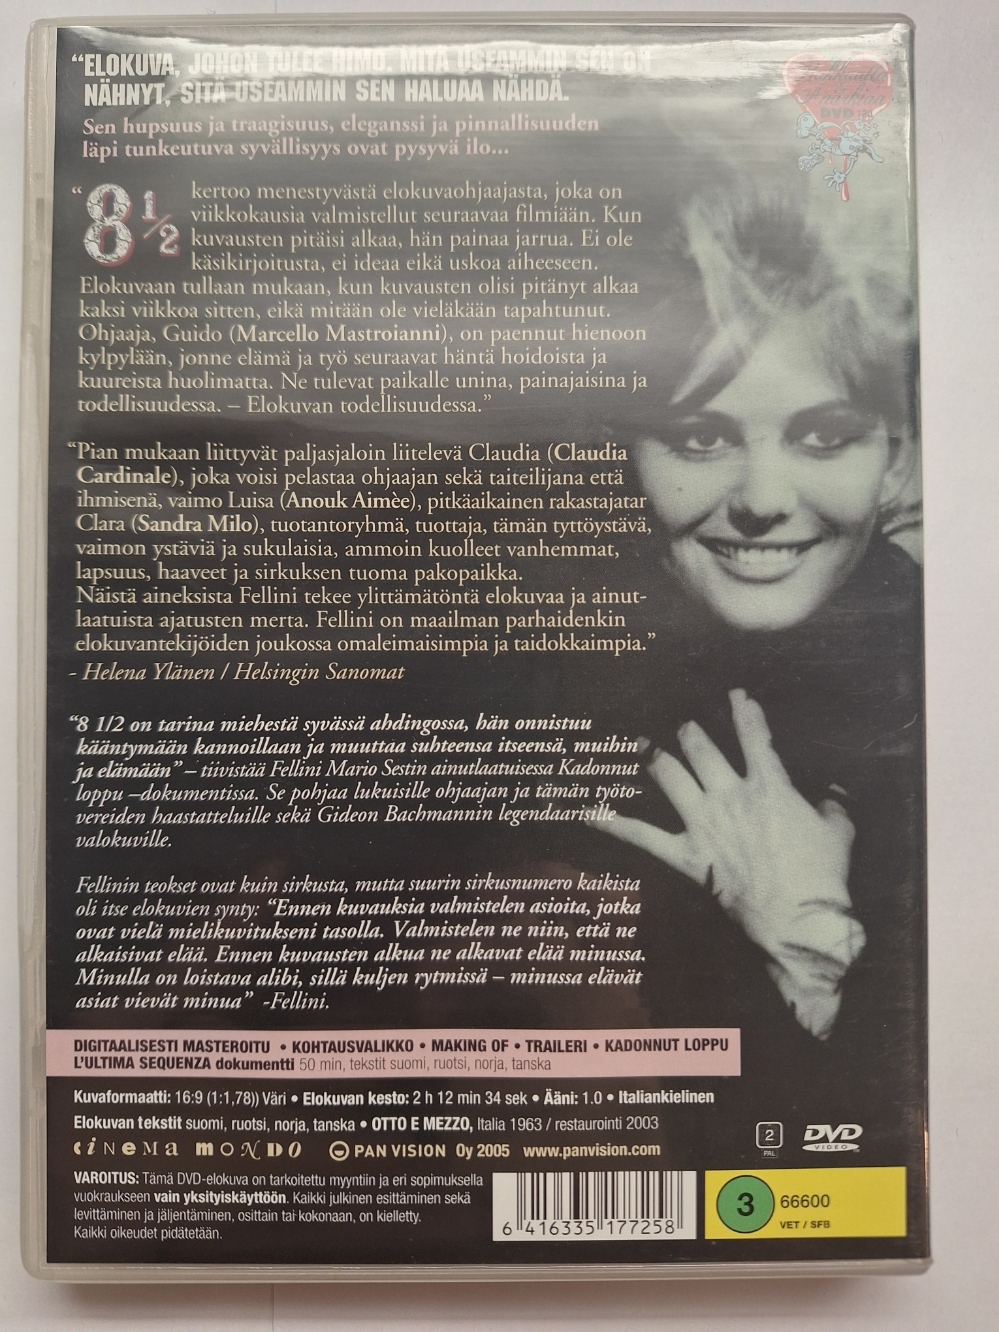 “ELOKUVA, JOHON TULEE HIMO. MITÄ USEAMMIN SEN ON
NÄHNYT, SITÄ USEAMMIN SEN HALUAA NÄHDÄ.
Sen hupsuus ja traagisuus, eleganssi ja pinnallisuuden
läpi tunkeutuva syvällisyys ovat pysyvä ilo...
Rakkautta &
Anarkiaa
DVD
“8 1/2 kertoo menestyvästä elokuvaohjaajasta, joka on
viikkokausia valmistellut seuraavaa filmiään. Kun
kuvausten pitäisi alkaa, hän painaa jarrua. Ei ole
käsikirjoitusta, ei ideaa eikä uskoa aiheeseen.
Elokuvaan tullaan mukaan, kun kuvausten olisi pitänyt alkaa
kaksi viikkoa sitten, eikä mitään ole vieläkään tapahtunut.
Ohjaaja, Guido (Marcello Mastroianni), on paennut hienoon
kylpylään, jonne elämä ja työ seuraavat häntä hoidoista ja
kuureista huolimatta. Ne tulevat paikalle unina, painajaisina ja
todellisuudessa. – Elokuvan todellisuudessa.”
“Pian mukaan liittyvät paljasjaloin liitelevä Claudia (Claudia
Cardinale), joka voisi pelastaa ohjaajan sekä taiteilijana että
ihmisenä, vaimo Luisa (Anouk Aimèe), pitkäaikainen rakastajatar
Clara (Sandra Milo), tuotantoryhmä, tuottaja, tämän tyttöystävä,
vaimon ystäviä ja sukulaisia, ammoin kuolleet vanhemmat,
lapsuus, haaveet ja sirkuksen tuoma pakopaikka.
Näistä aineksista Fellini tekee ylittämätöntä elokuvaa ja ainut-
laatuista ajatusten merta. Fellini on maailman parhaidenkin
elokuvantekijöiden joukossa omaleimaisimpia ja taidokkaimpia.”
- Helena Ylänen / Helsingin Sanomat
“8 1/2 on tarina miehestä syvässä ahdingossa, hän onnistuu
kääntymään kannoillaan ja muuttaa suhteensa itseensä, muihin
ja elämään” – tiivistää Fellini Mario Sestin ainutlaatuisessa Kadonnut
loppu –dokumentissa. Se pohjaa lukuisille ohjaajan ja tämän työto-
vereiden haastatteluille sekä Gideon Bachmannin legendaarisille
valokuville.
Fellinin teokset ovat kuin sirkusta, mutta suurin sirkusnumero kaikista
oli itse elokuvien synty: “Ennen kuvauksia valmistelen asioita, jotka
ovat vielä mielikuvitukseni tasolla. Valmistelen ne niin, että ne
alkaisivat elää. Ennen kuvausten alkua ne alkavat elää minussa.
Minulla on loistava alibi, sillä kuljen rytmissä – minussa elävät
asiat vievät minua” -Fellini.
DIGITAALISESTI MASTEROITU • KOHTAUSVALIKKO • MAKING OF • TRAILERI • KADONNUT LOPPU
L'ULTIMA SEQUENZA dokumentti 50 min, tekstit suomi, ruotsi, norja, tanska
Kuvaformaatti: 16:9 (1:1,78)) Väri • Elokuvan kesto: 2 h 12 min 34 sek • Ääni: 1.0 • Italiankielinen
Elokuvan tekstit suomi, ruotsi, norja, tanska • OTTO E MEZZO, Italia 1963 / restaurointi 2003
CiNEMA MONDO PAN VISION Oy 2005 www.panvision.com
2
PAL
DVD
VIDEO
VAROITUS: Tämä DVD-elokuva on tarkoitettu myyntiin ja eri sopimuksella
vuokraukseen vain yksityiskäyttöön. Kaikki julkinen esittäminen sekä
levittäminen ja jäljentäminen, osittain tai kokonaan, on kielletty.
Kaikki oikeudet pidätetään.
6 416335 177258
3
66600
VET / SFB